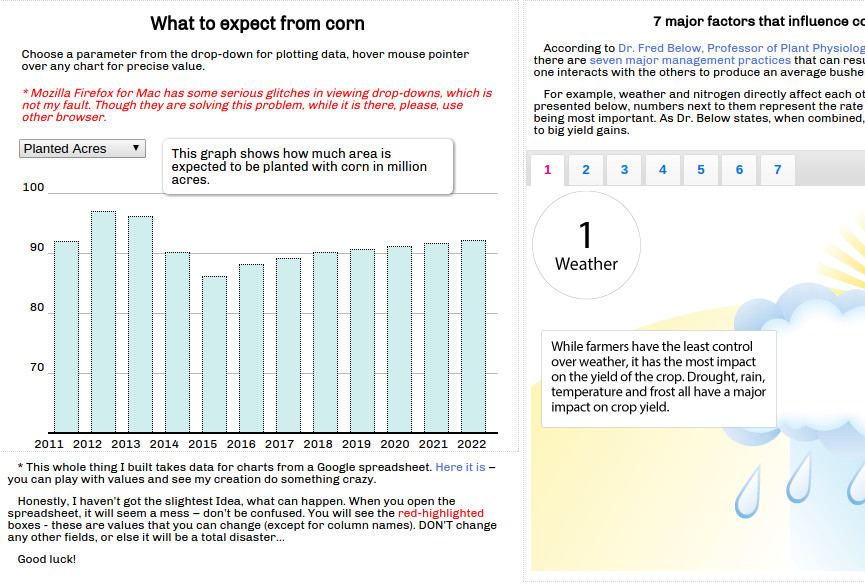 What to expect from corn
Choose a parameter from the drop-down for plotting data, hover mouse pointer
over any chart for precise value.
* Mozilla Firefox for Mac has some serious glitches in viewing drop-downs, which is
not my fault. Though they are solving this problem, while it is there, please, use
other browser.
Planted Acres
This graph shows how much area is
expected to be planted with corn in million
acres.
100
90
80
70
2011 2012 2013 2014 2015 2016 2017 2018 2019 2020 2021 2022
* This whole thing I built takes data for charts from a Google spreadsheet. Here it is –
you can play with values and see my creation do something crazy.
Honestly, I haven't got the slightest Idea, what can happen. When you open the
spreadsheet, it will seem a mess – don't be confused. You will see the red-highlighted
boxes - these are values that you can change (except for column names). DON'T change
any other fields, or else it will be a total disaster...
Good luck!
7 major factors that influence
According to Dr. Fred Below, Professor of Plant
there are seven major management practices that can
one interacts with the others to produce an average
For example, weather and nitrogen directly affect each
presented below, numbers next to them represent the rate
being most important. As Dr. Below states, when combined,
to big yield gains.
1 2 3 4 5 6 7
1
Weather
While farmers have the least control
over weather, it has the most impact
on the yield of the crop. Drought, rain,
temperature and frost all have a major
impact on crop yield.